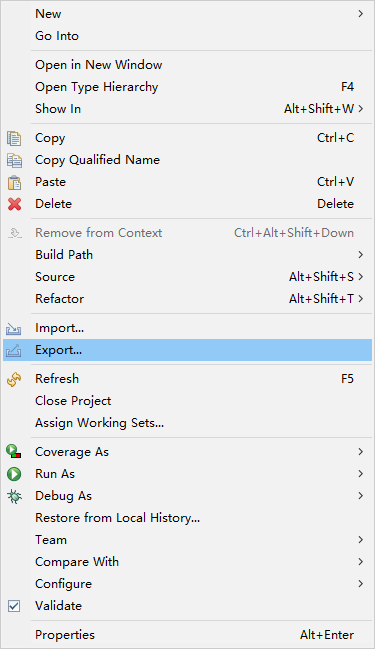 New
Go Into
Open in New Window
Open Type Hierarchy F4
Show In Alt+Shift+W
Copy Ctrl+C
Copy Qualified Name
Paste Ctrl+V
Delete Delete
Remove from Context Ctrl+Alt+Shift+Down
Build Path
Source Alt+Shift+S
Refactor Alt+Shift+T
Import...
Export...
Refresh F5
Close Project
Assign Working Sets...
Coverage As
Run As
Debug As
Restore from Local History...
Team
Compare With
Configure
Validate
Properties Alt+Enter